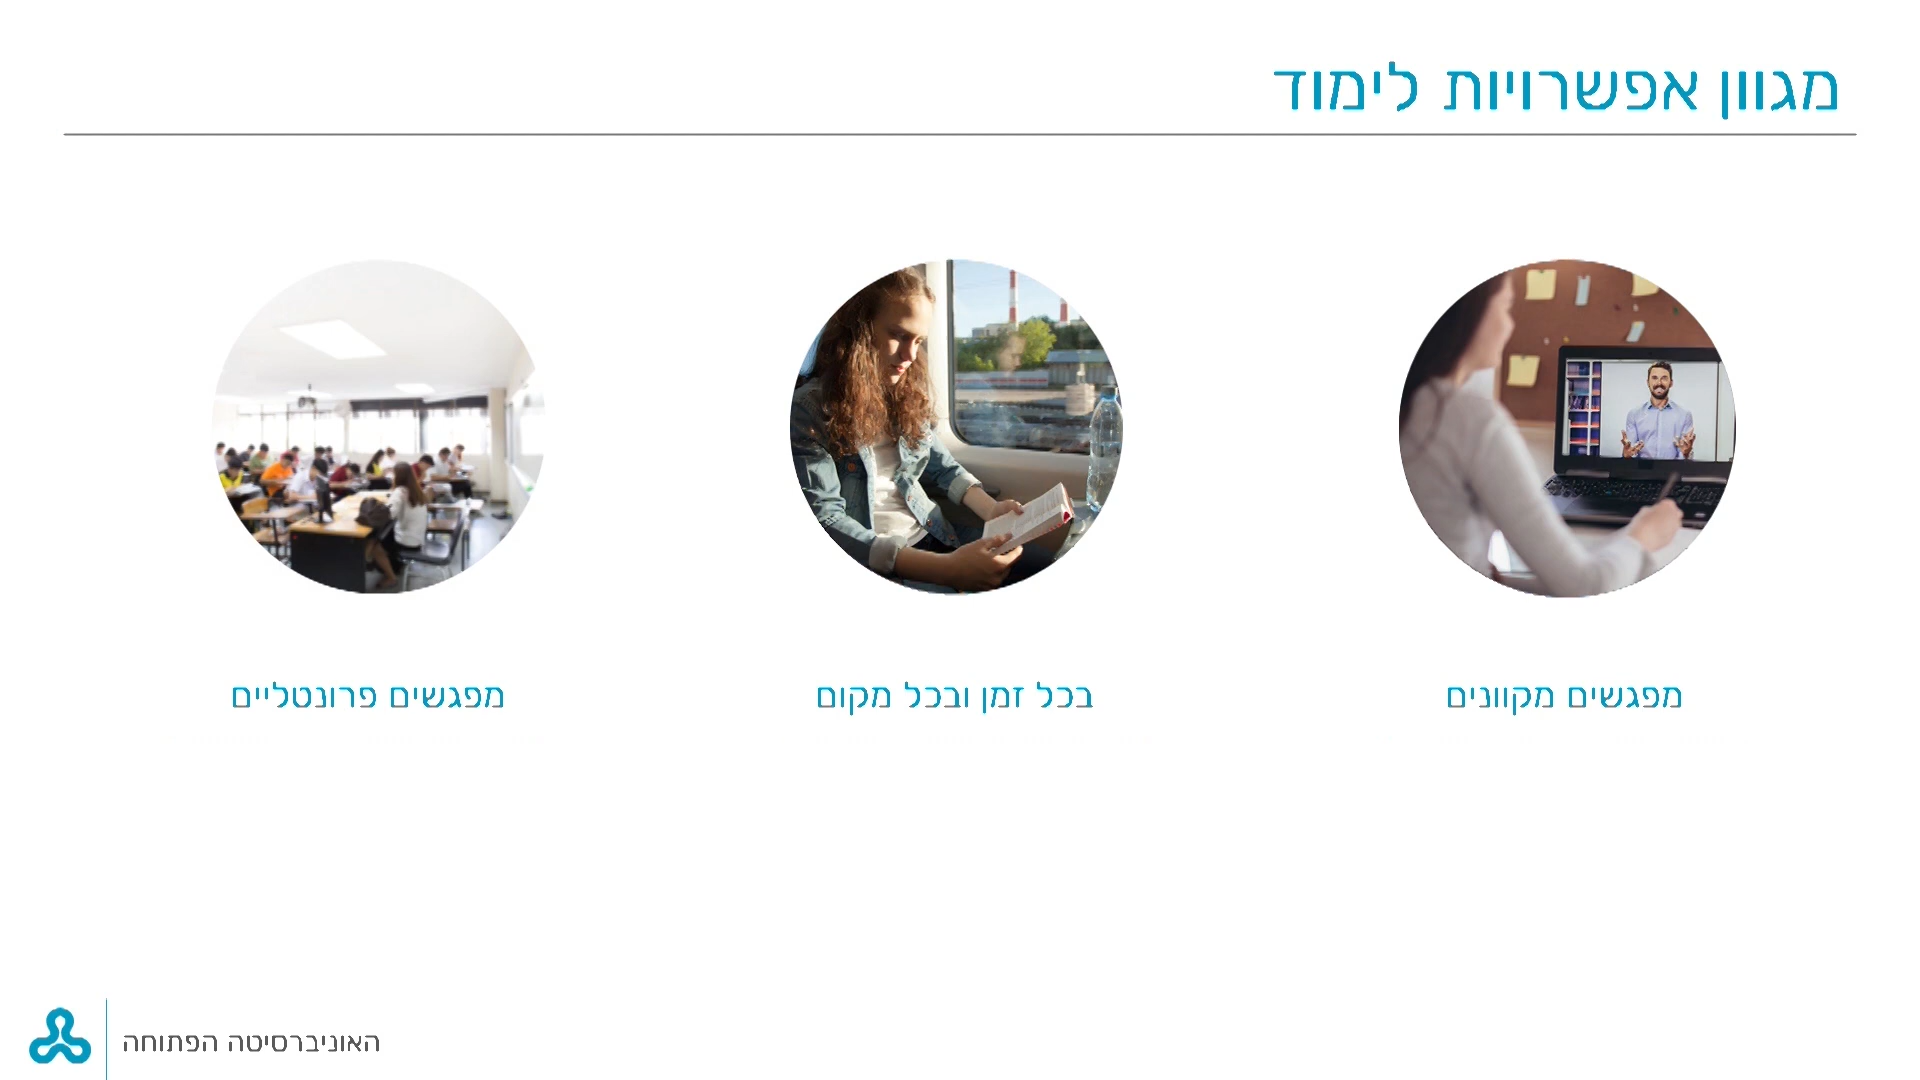 מגוון אפשרויות לימוד
מפגשים מקוונים
בכל זמן ובכל מקום
מפגשים פרונטליים
האוניברסיטה הפתוחה